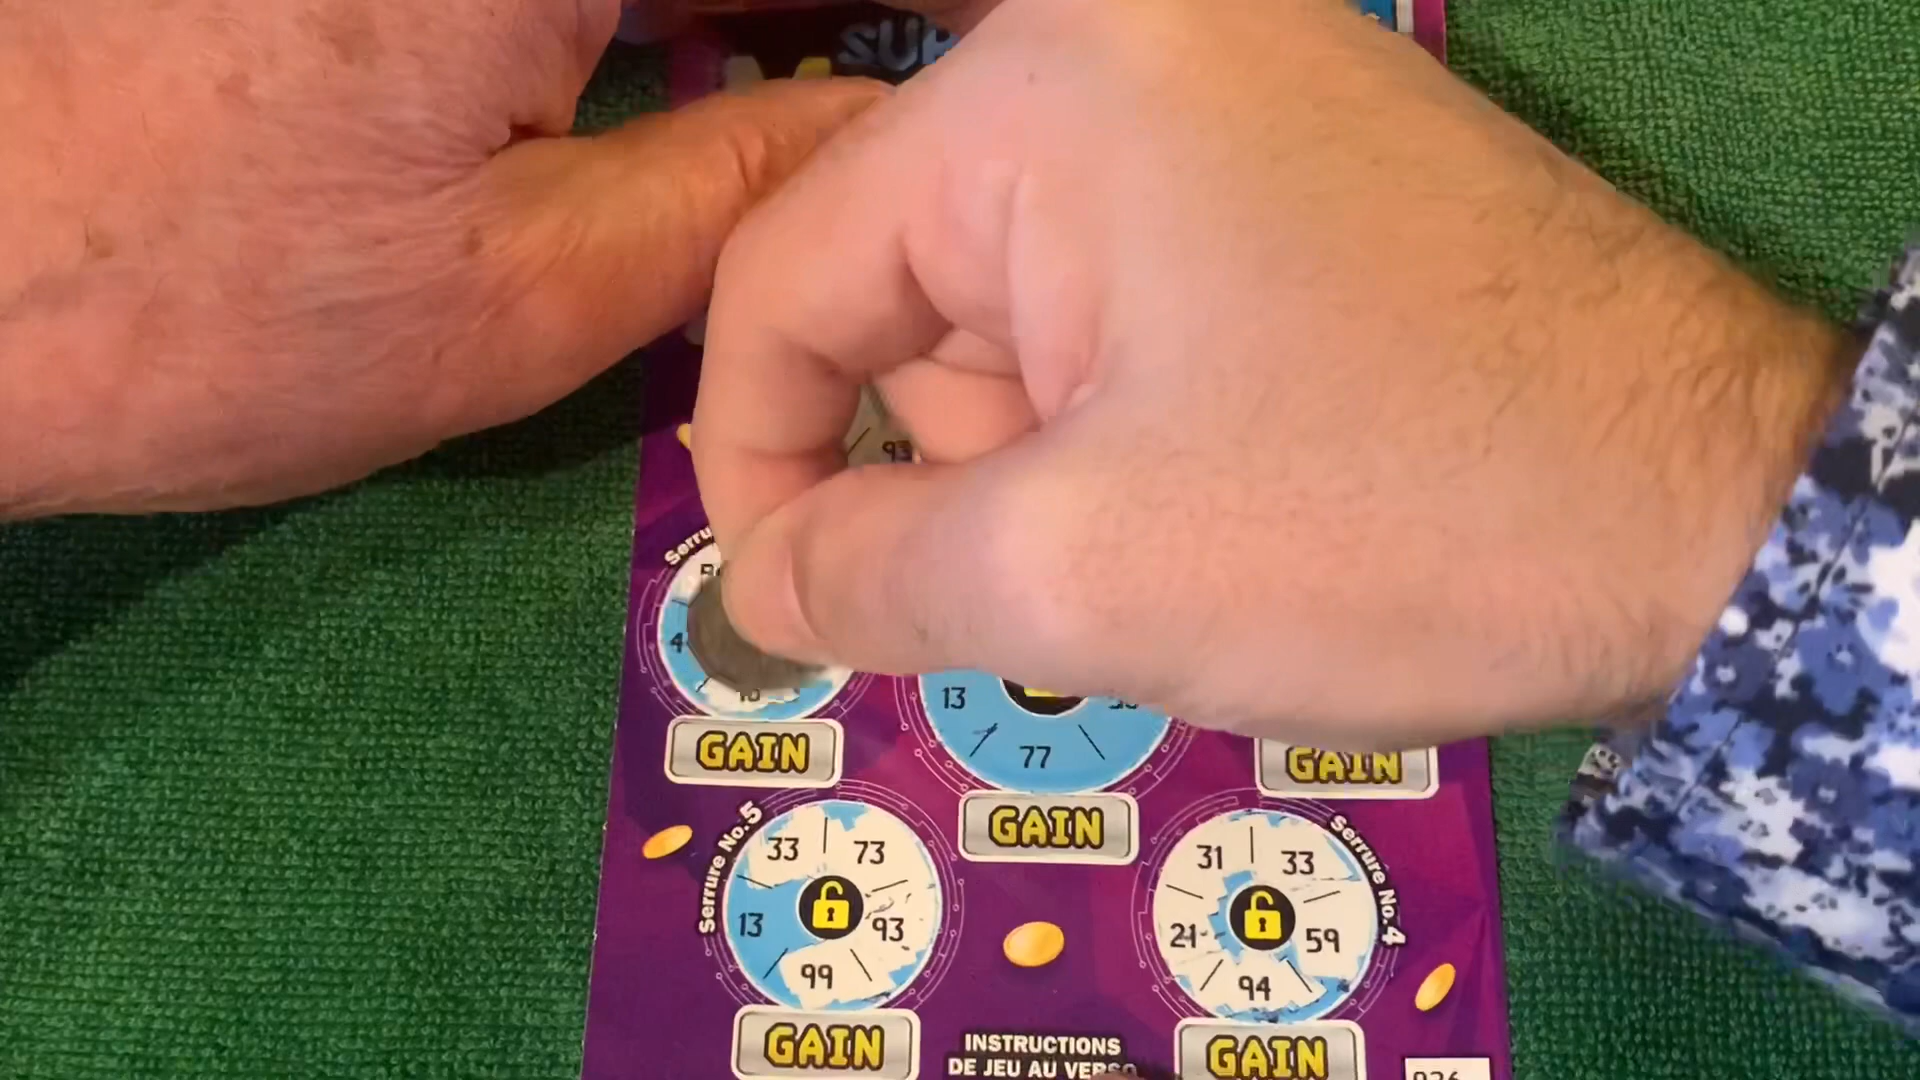 93
4
13
77
GAIN
GAIN
GAIN
Serrure No.5
33
73
13
93
99
GAIN
Serrure No.4
31
33
21
59
94
GAIN
INSTRUCTIONS
DE JEU AU VERSO